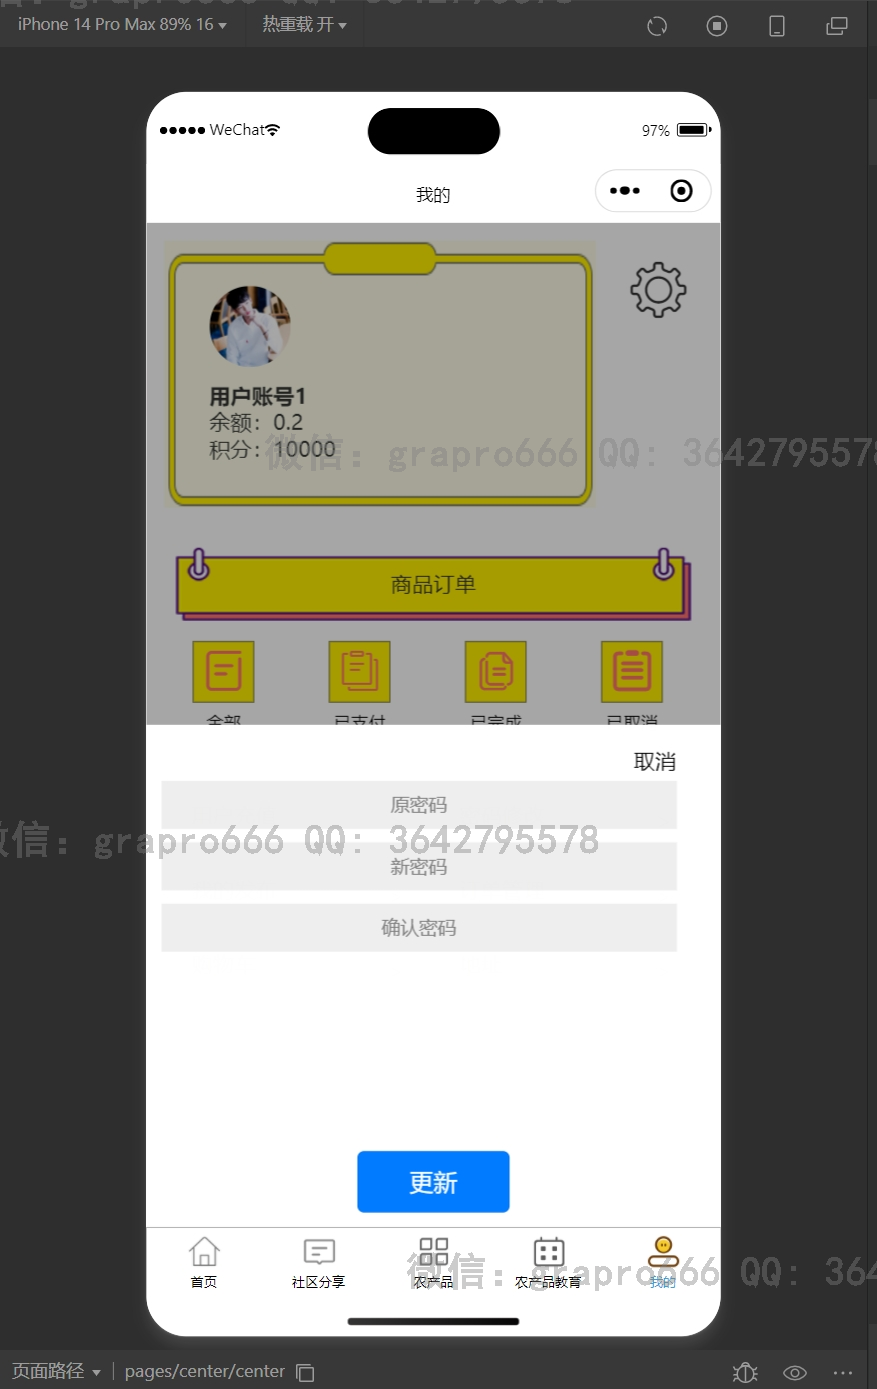 信：grapro666 QQ：3642795578
iPhone 14 Pro Max 89% 16
热重载 开
WeChat
97%
我的
用户账号1
余额：0.2
积分：10000
微信：grapro666 QQ：3642795578
商品订单
全部
已支付
已完成
已取消
取消
原密码
微信：grapro666 QQ：3642795578
新密码
确认密码
更新
首页
社区分享
农产品
农产品教育
我的
微信：grapro666 QQ：364
页面路径
pages/center/center